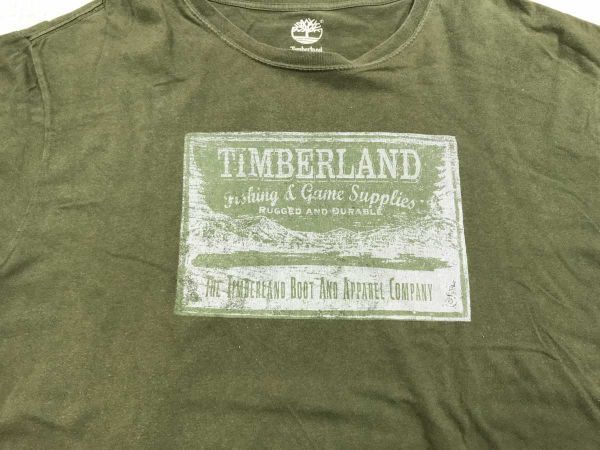 Timberland
TiMBERLAND
Fishing & Game Supplies
RUGGED AND DURABLE
THE TIMBERLAND BOOT AND APPAREL COMPANY